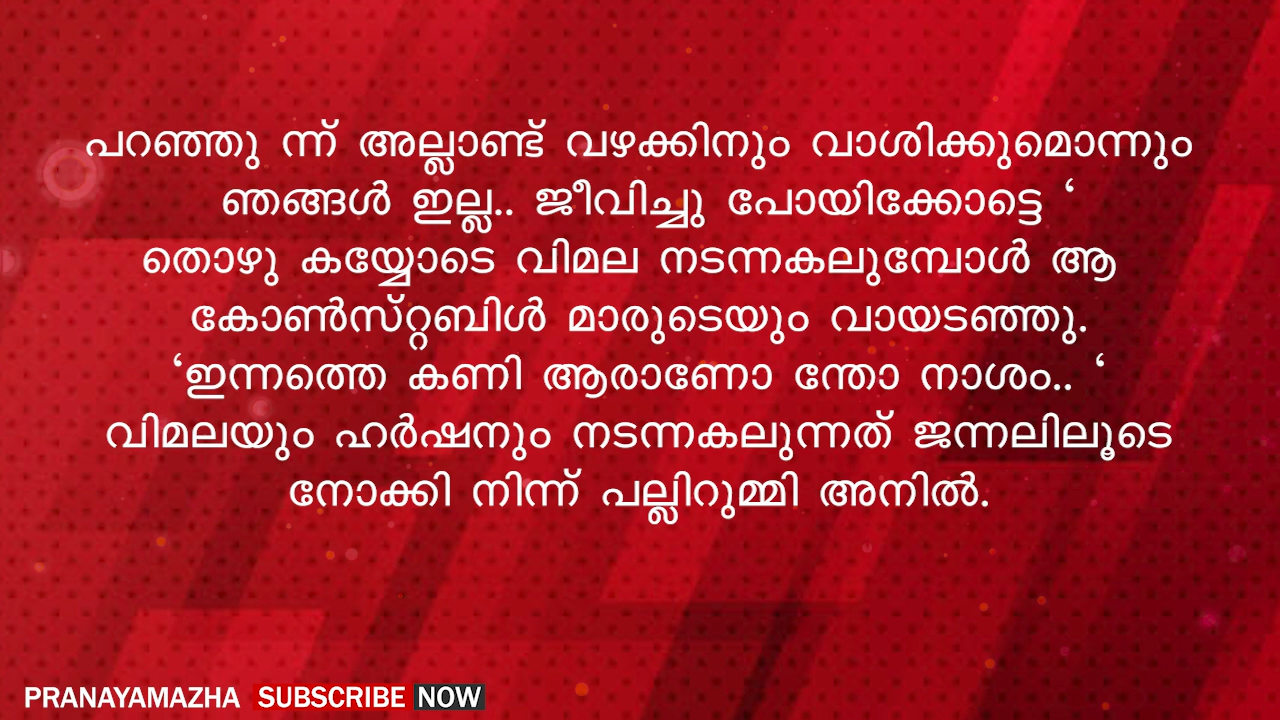 പറഞ്ഞു ന്ന് അല്ലാണ്ട് വഴക്കിനും വാശിക്കുമൊന്നും
ഞങ്ങൾ ഇല്ല.. ജീവിച്ചു പോയിക്കോട്ടെ ‘
തൊഴു കയ്യോടെ വിമല നടന്നകലുമ്പോൾ ആ
കോൺസ്റ്റബിൾ മാരുടെയും വായടഞ്ഞു.
‘ഇന്നത്തെ കണി ആരാണോ ന്തോ നാശം.. ‘
വിമലയും ഹർഷനും നടന്നകലുന്നത് ജന്നലിലൂടെ
നോക്കി നിന്ന് പല്ലിറുമ്മി അനിൽ.
PRANAYAMAZHA SUBSCRIBE NOW